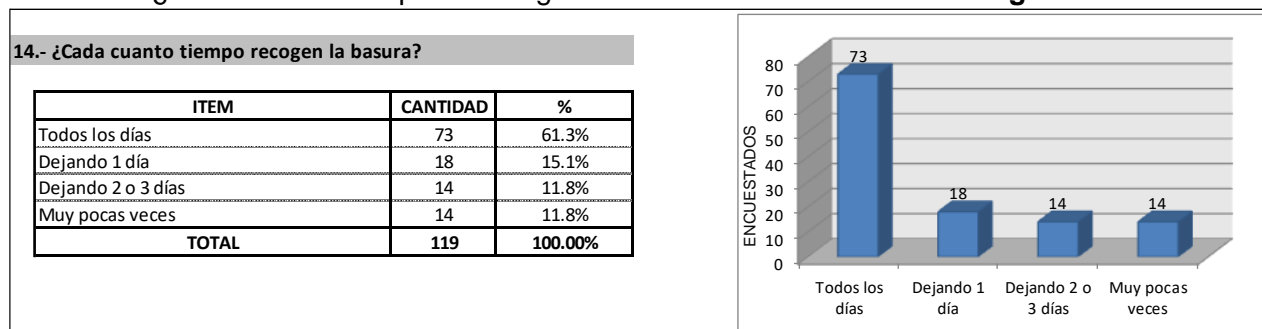 14.- ¿Cada cuanto tiempo recogen la basura?
ITEM CANTIDAD %
Todos los días 73 61.3%
Dejando 1 día 18 15.1%
Dejando 2 o 3 días 14 11.8%
Muy pocas veces 14 11.8%
TOTAL 119 100.00%
ENCUESTADOS
80
70
60
50
40
30
20
10
0
73
18
14
14
Todos los días
Dejando 1 día
Dejando 2 o 3 días
Muy pocas veces